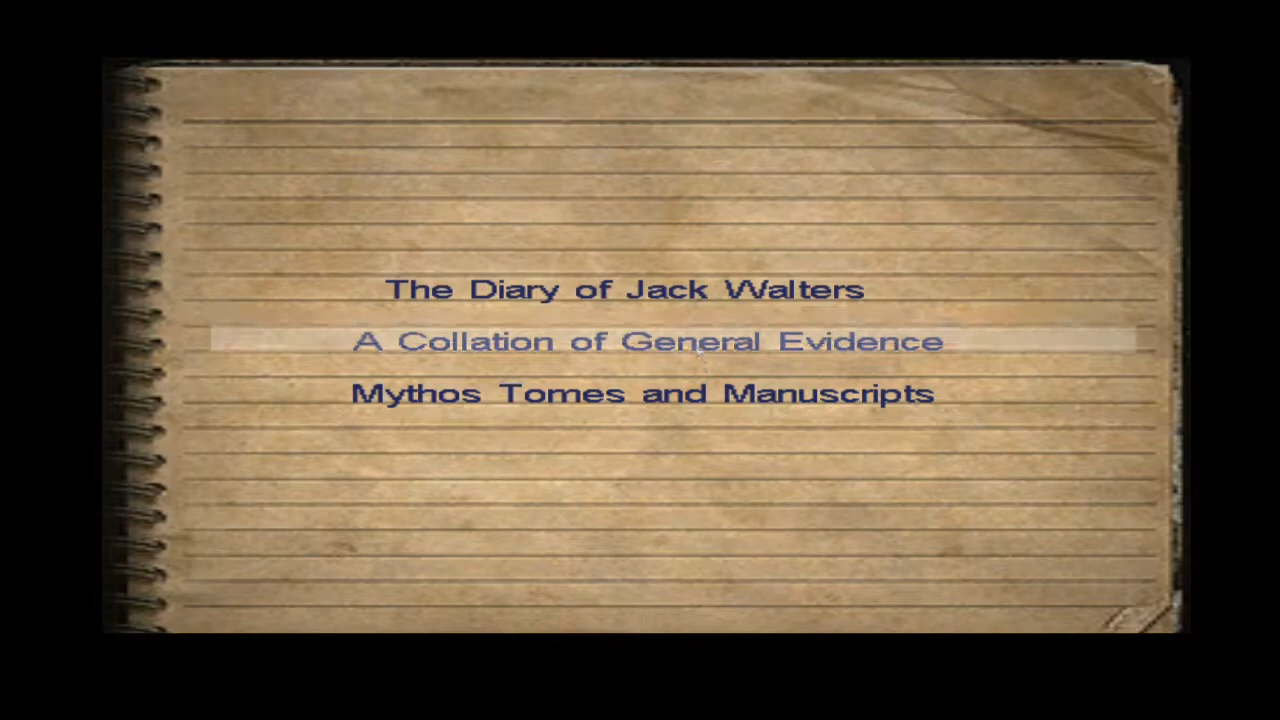 The Diary of Jack Walters
A Collation of General Evidence
Mythos Tomes and Manuscripts